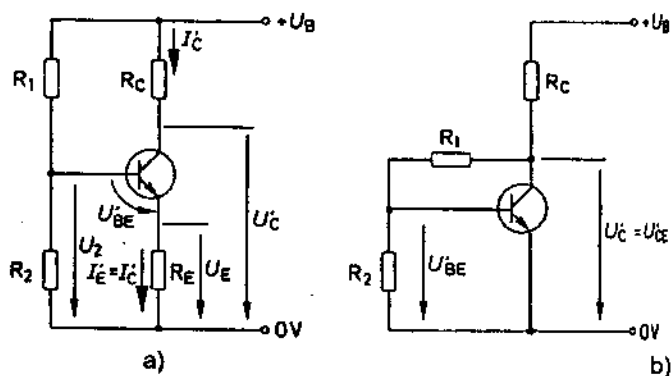 +U_B
I'_C
R_1
R_C
U'_BE
U'_C
U_2
R_2
I'_E=I'_C
R_E
U_E
0V
a)
+U_B
R_C
R_1
U'_C=U'_CE
R_2
U'_BE
0V
b)